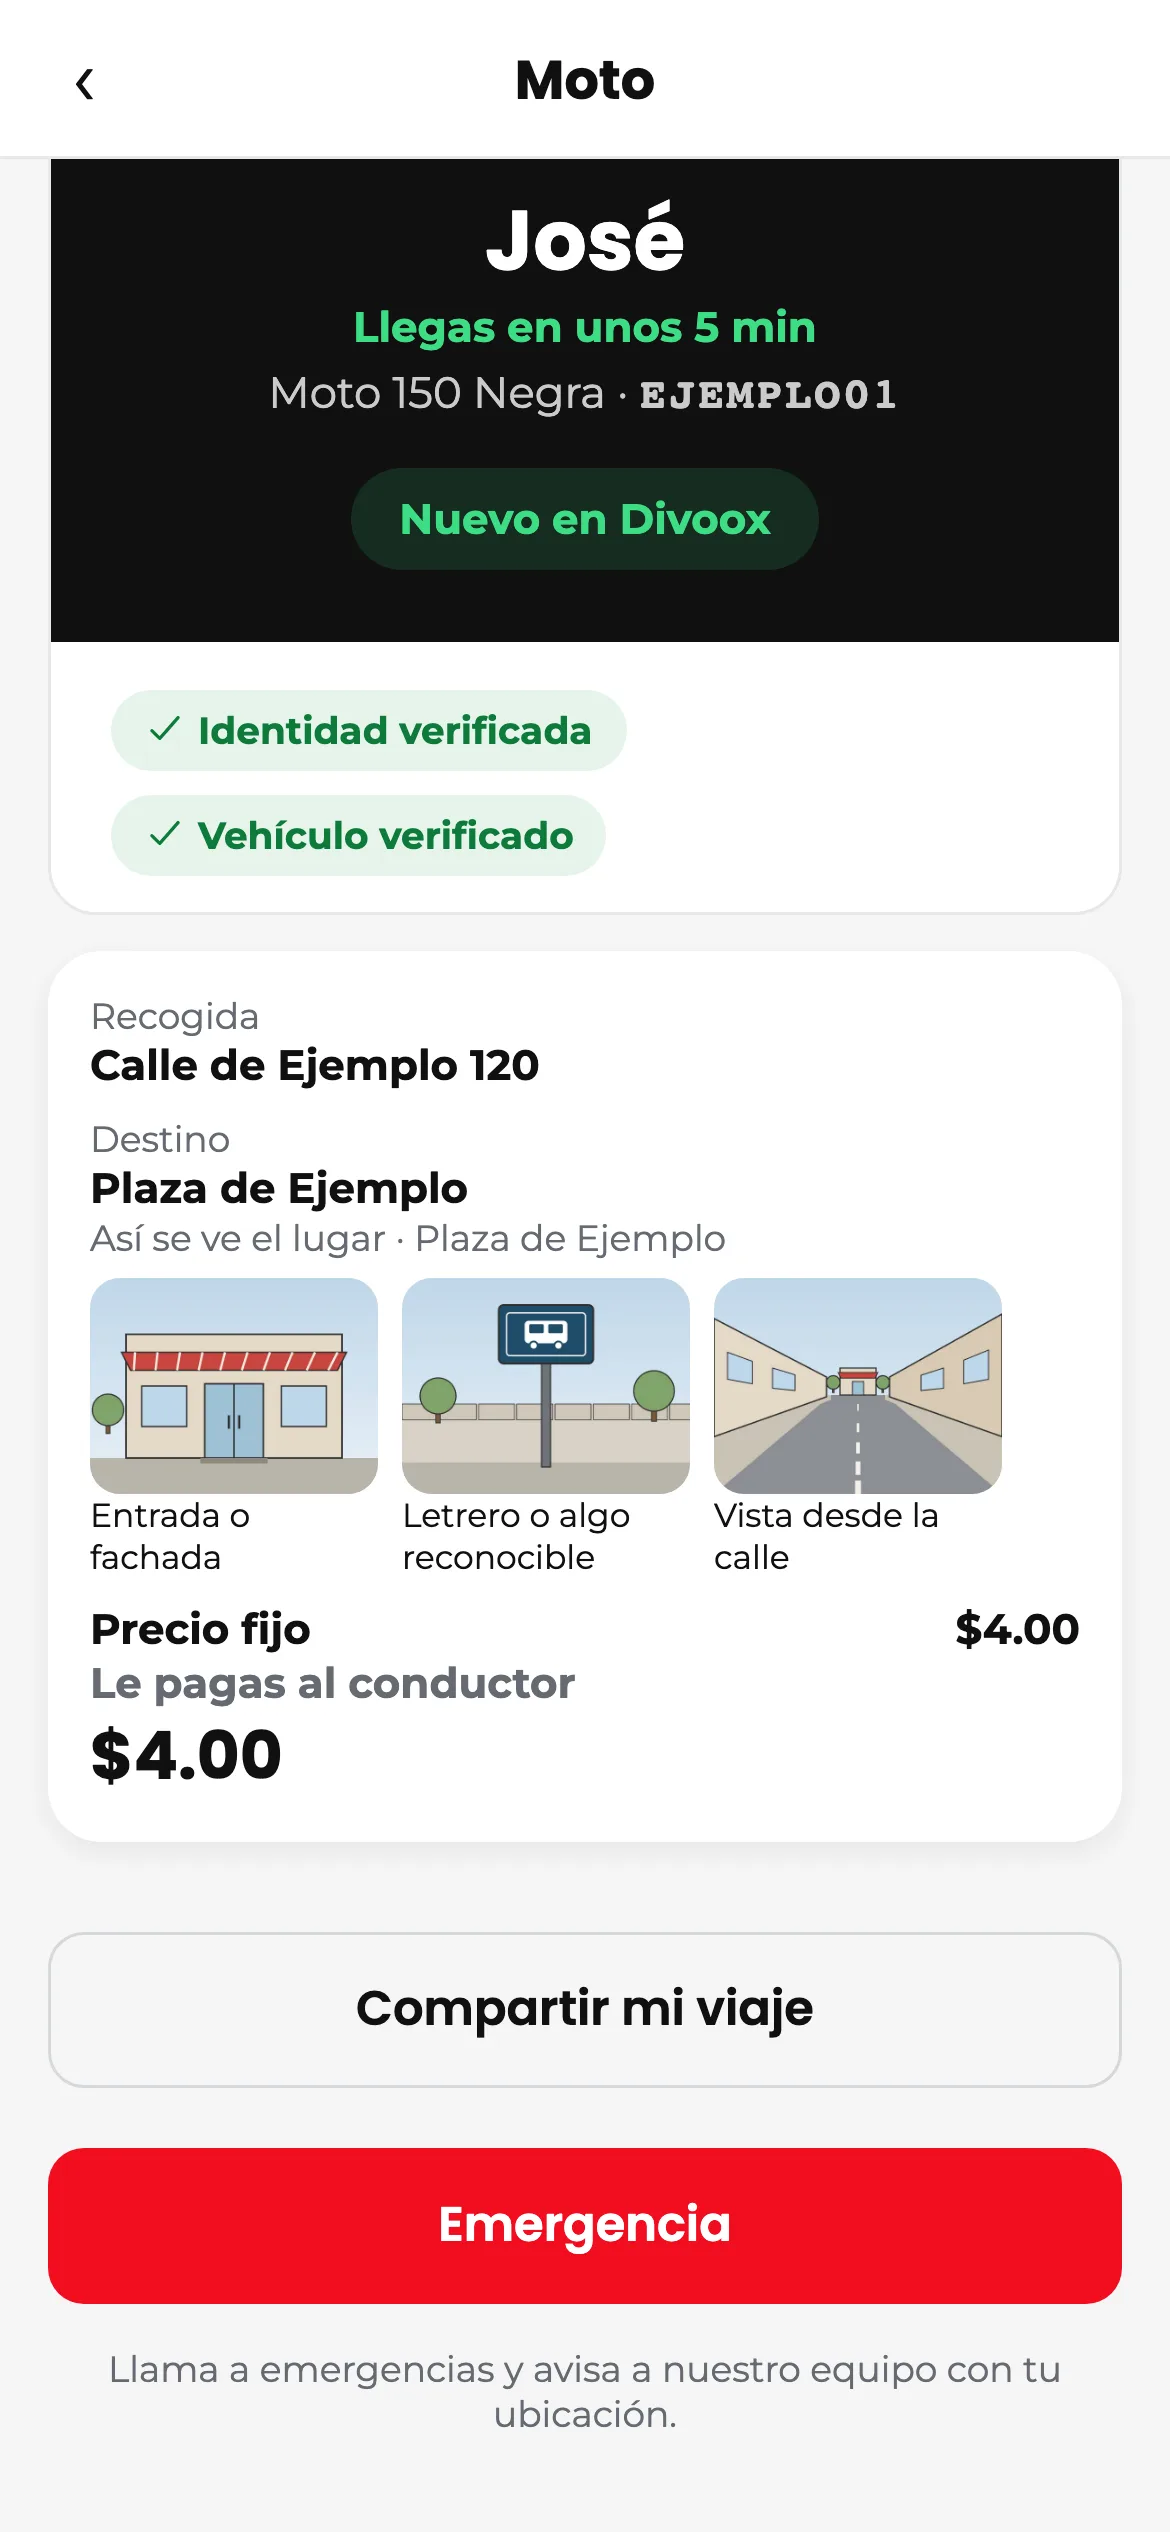 Moto
José
Llegas en unos 5 min
Moto 150 Negra · EJEMPLO01
Nuevo en Divoox
✓ Identidad verificada
✓ Vehículo verificado
Recogida
Calle de Ejemplo 120
Destino
Plaza de Ejemplo
Así se ve el lugar · Plaza de Ejemplo
Entrada o
fachada
Letrero o algo
reconocible
Vista desde la
calle
Precio fijo $4.00
Le pagas al conductor
$4.00
Compartir mi viaje
Emergencia
Llama a emergencias y avisa a nuestro equipo con tu
ubicación.